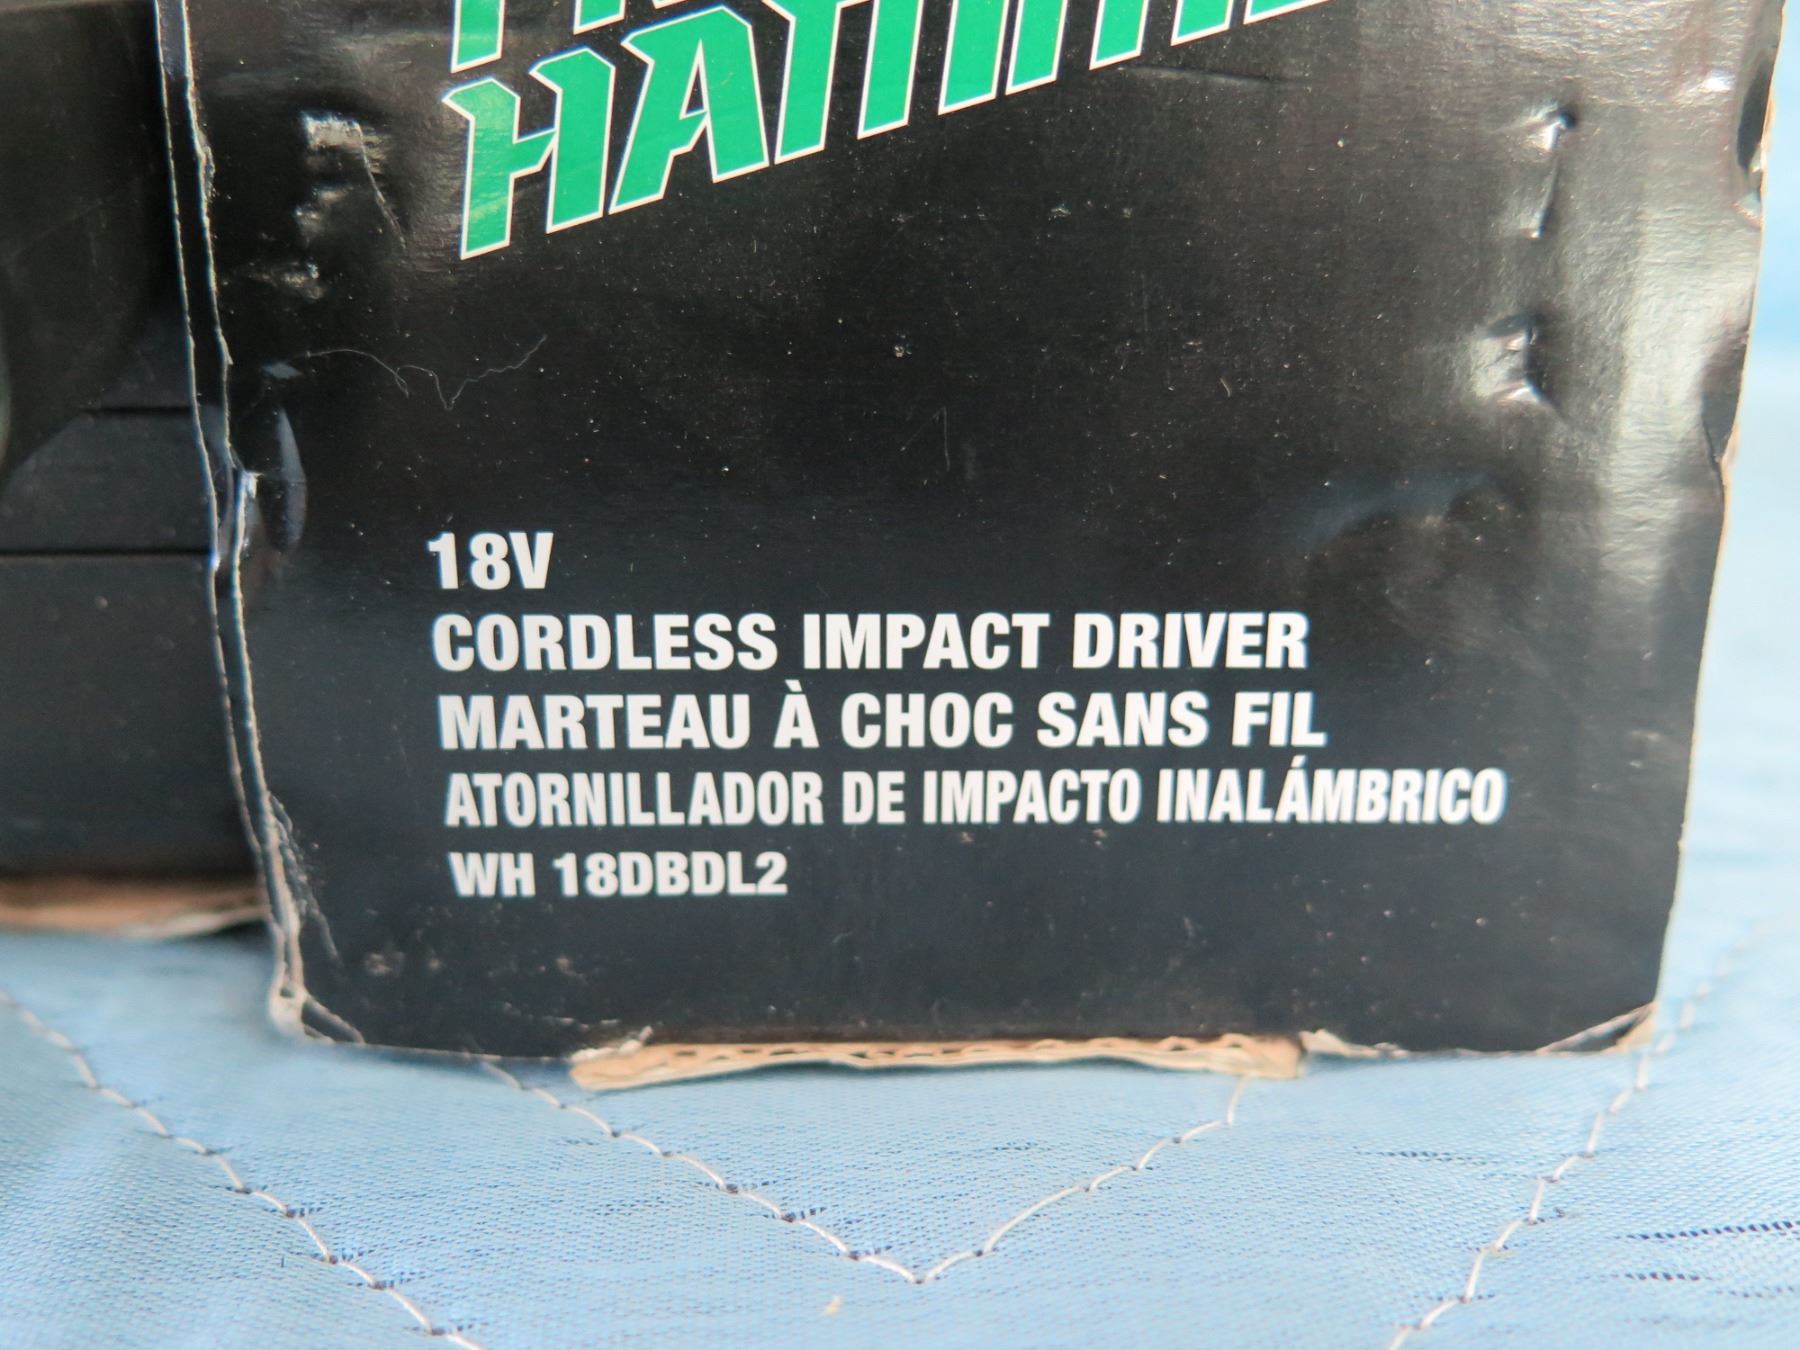 18V
CORDLESS IMPACT DRIVER
MARTEAU À CHOC SANS FIL
ATORNILLADOR DE IMPACTO INALÁMBRICO
WH 18DBDL2